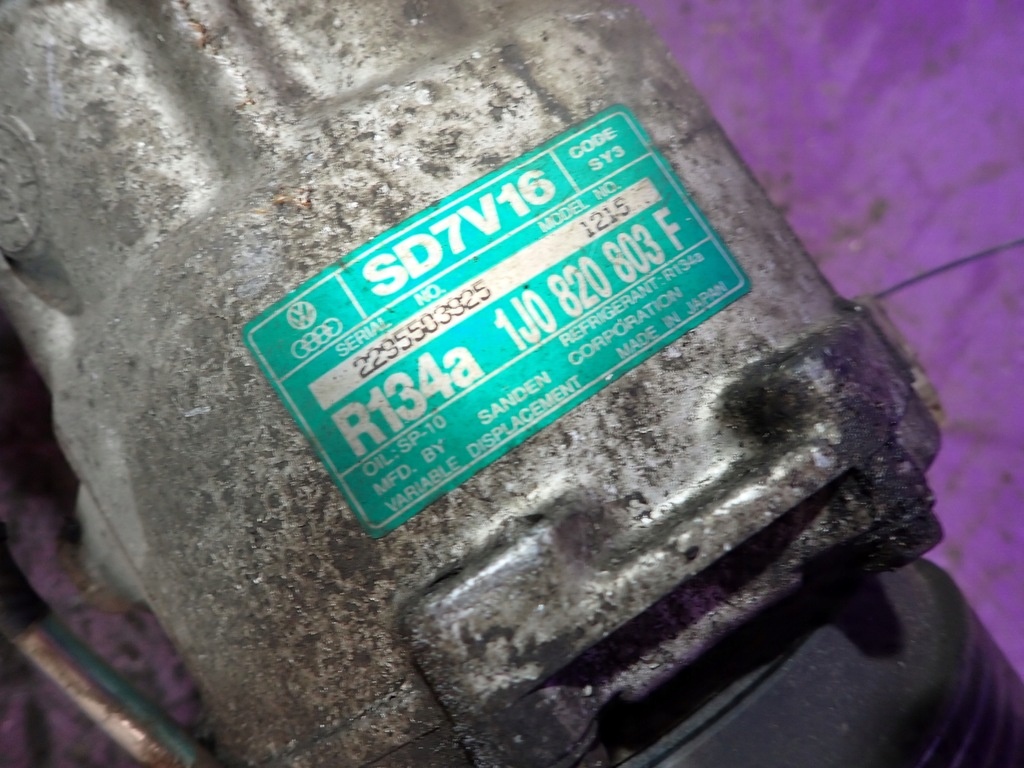 SD7V16
CODE
SY3
SERIAL NO.
MODEL NO.
2295503925
1215
R134a
1J0 820 803 F
OIL: SP-10
REFRIGERANT: R134a
MFD. BY SANDEN CORPORATION
VARIABLE DISPLACEMENT
MADE IN JAPAN